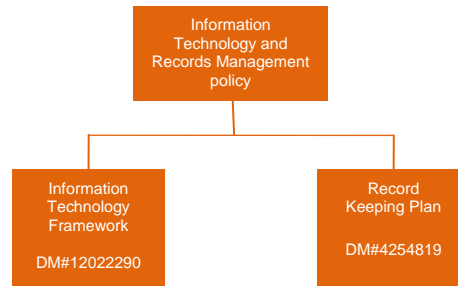 Information
Technology and
Records Management
policy
Information
Technology
Framework
DM#12022290
Record
Keeping Plan
DM#4254819